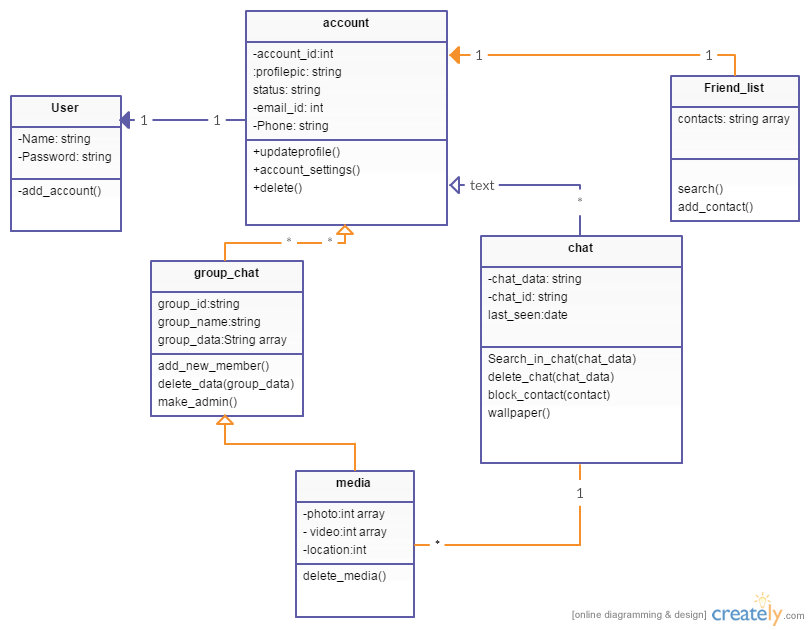 account
-account_id:int
:profilepic: string
status: string
-email_id: int
-Phone: string
+updateprofile()
+account_settings()
+delete()
1
1
Friend_list
contacts: string array
search()
add_contact()
User
-Name: string
-Password: string
-add_account()
1
1
text
*
chat
-chat_data: string
-chat_id: string
last_seen:date
Search_in_chat(chat_data)
delete_chat(chat_data)
block_contact(contact)
wallpaper()
*
*
group_chat
group_id:string
group_name:string
group_data:String array
add_new_member()
delete_data(group_data)
make_admin()
media
-photo:int array
- video:int array
-location:int
delete_media()
1
*
[online diagramming & design] creately.com